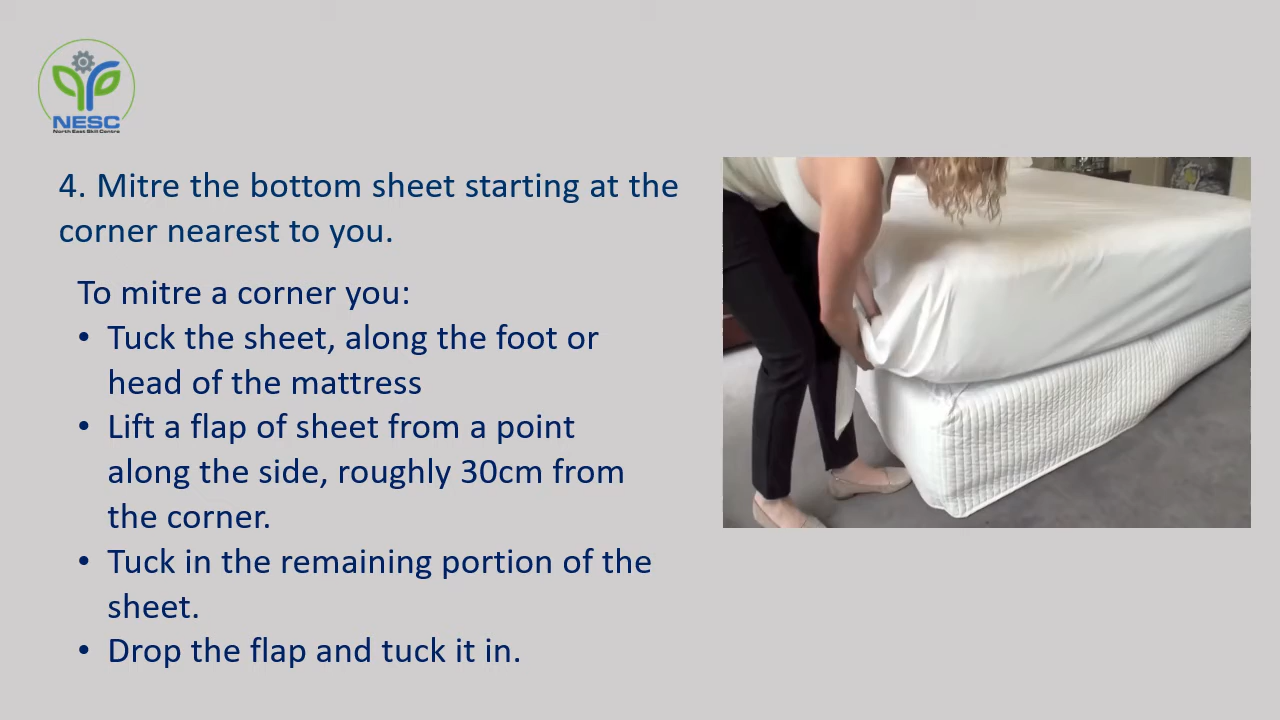 NESC
North East Skill Centre
4. Mitre the bottom sheet starting at the
corner nearest to you.
To mitre a corner you:
• Tuck the sheet, along the foot or
head of the mattress
• Lift a flap of sheet from a point
along the side, roughly 30cm from
the corner.
• Tuck in the remaining portion of the
sheet.
• Drop the flap and tuck it in.